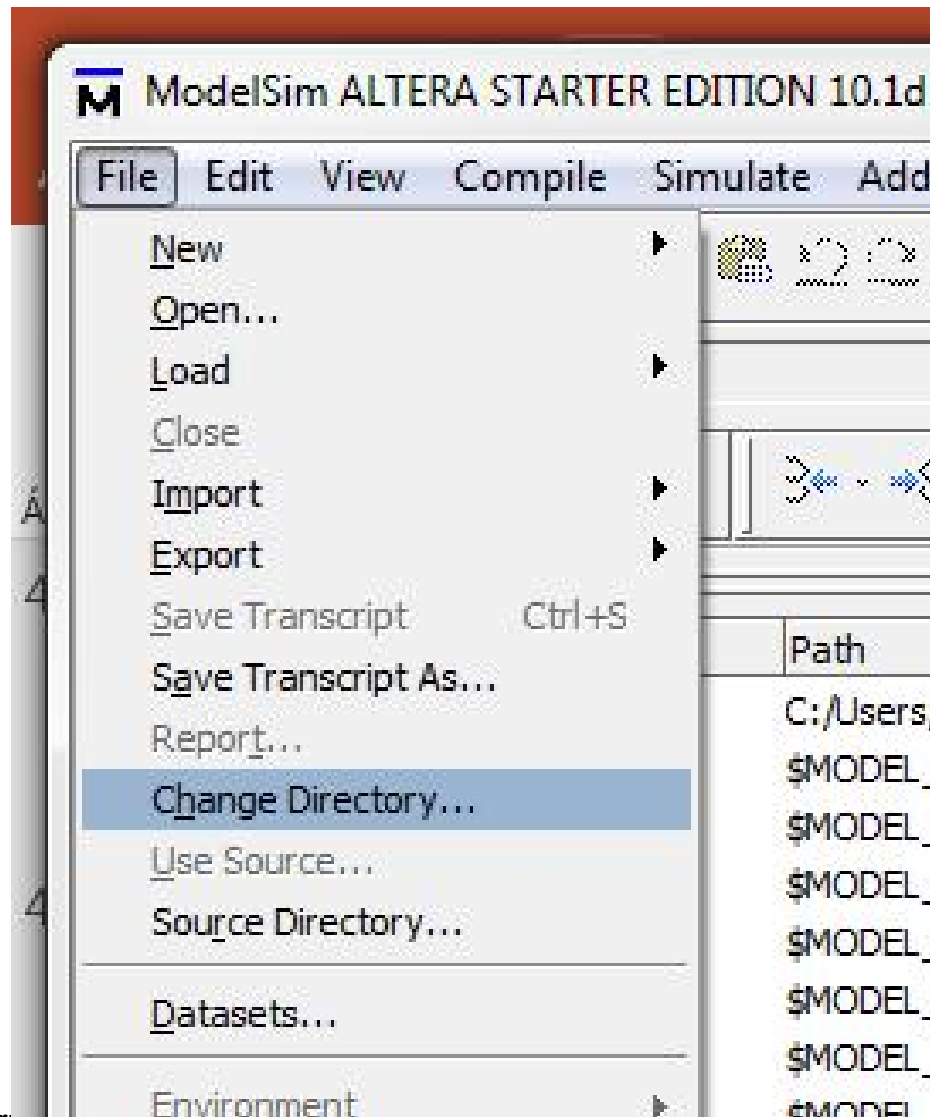 ModelSim ALTERA STARTER EDITION 10.1d
File Edit View Compile Simulate Add
New
Open...
Load
Close
Import
Export
Save Transcript Ctrl+S
Save Transcript As...
Report...
Change Directory...
Use Source...
Source Directory...
Datasets...
Environment
Path
C:/Users/
$MODEL_
$MODEL_
$MODEL_
$MODEL_
$MODEL_
$MODEL_
$MODEL